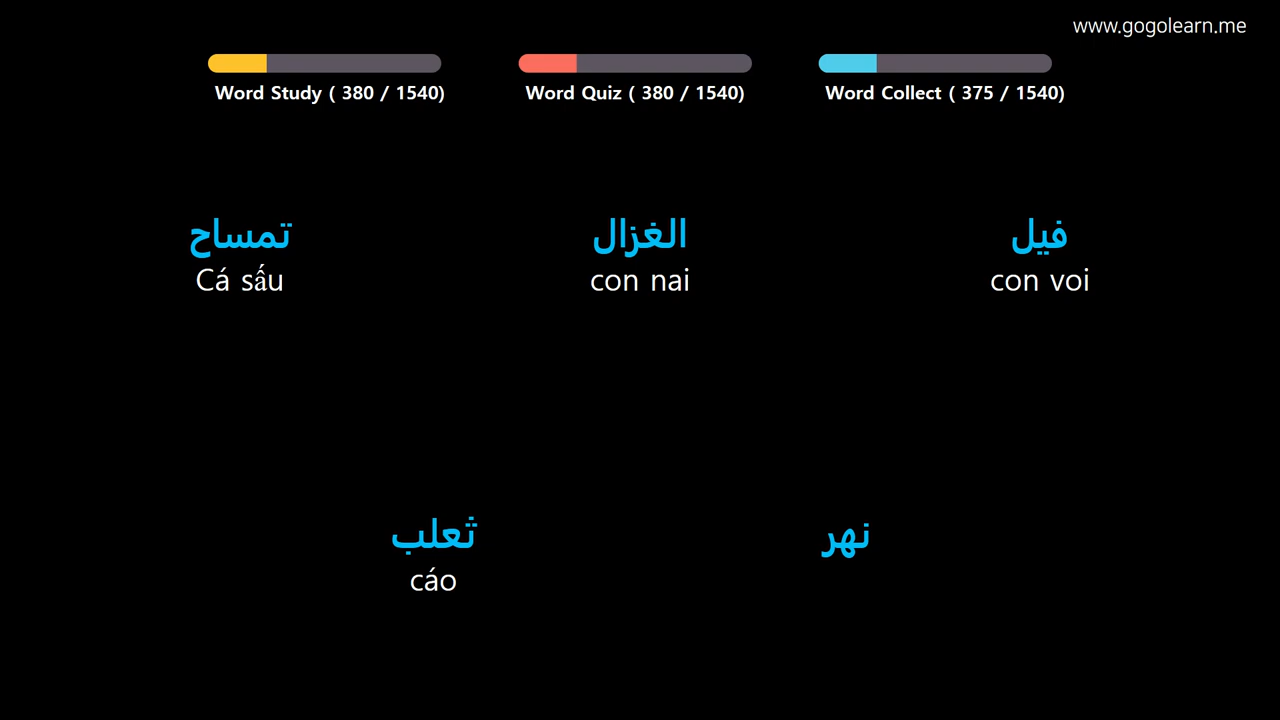 www.gogolearn.me
Word Study ( 380 / 1540)
Word Quiz ( 380 / 1540)
Word Collect ( 375 / 1540)
تمساح
Cá sấu
الغزال
con nai
فيل
con voi
ثعلب
cáo
نهر